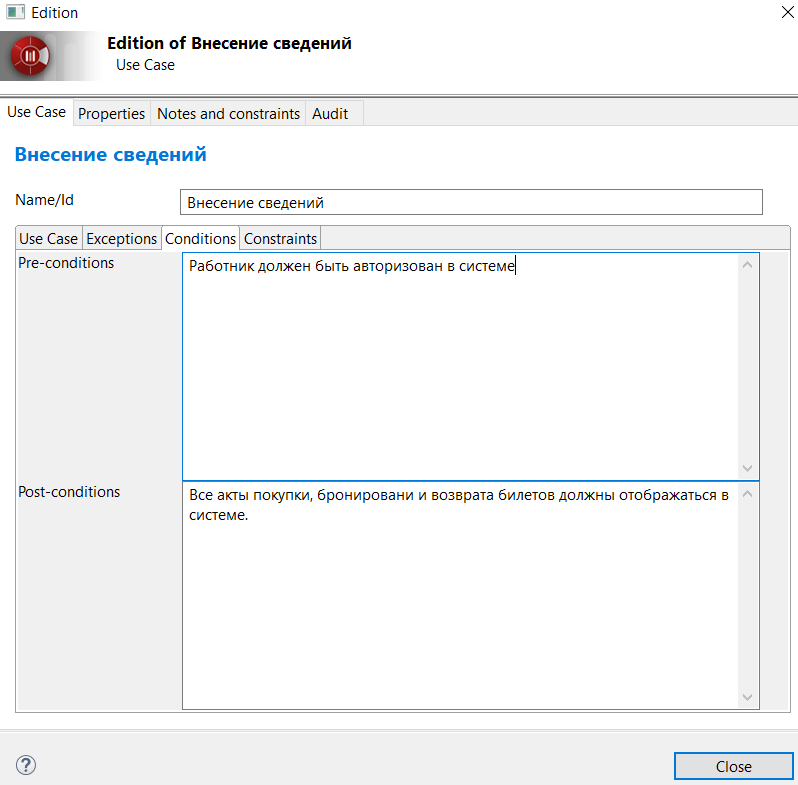 Edition
Edition of Внесение сведений
Use Case
Use Case Properties Notes and constraints Audit
Внесение сведений
Name/Id Внесение сведений
Use Case Exceptions Conditions Constraints
Pre-conditions Работник должен быть авторизован в системе
Post-conditions Все акты покупки, бронировани и возврата билетов должны отображаться в
системе.
? Close